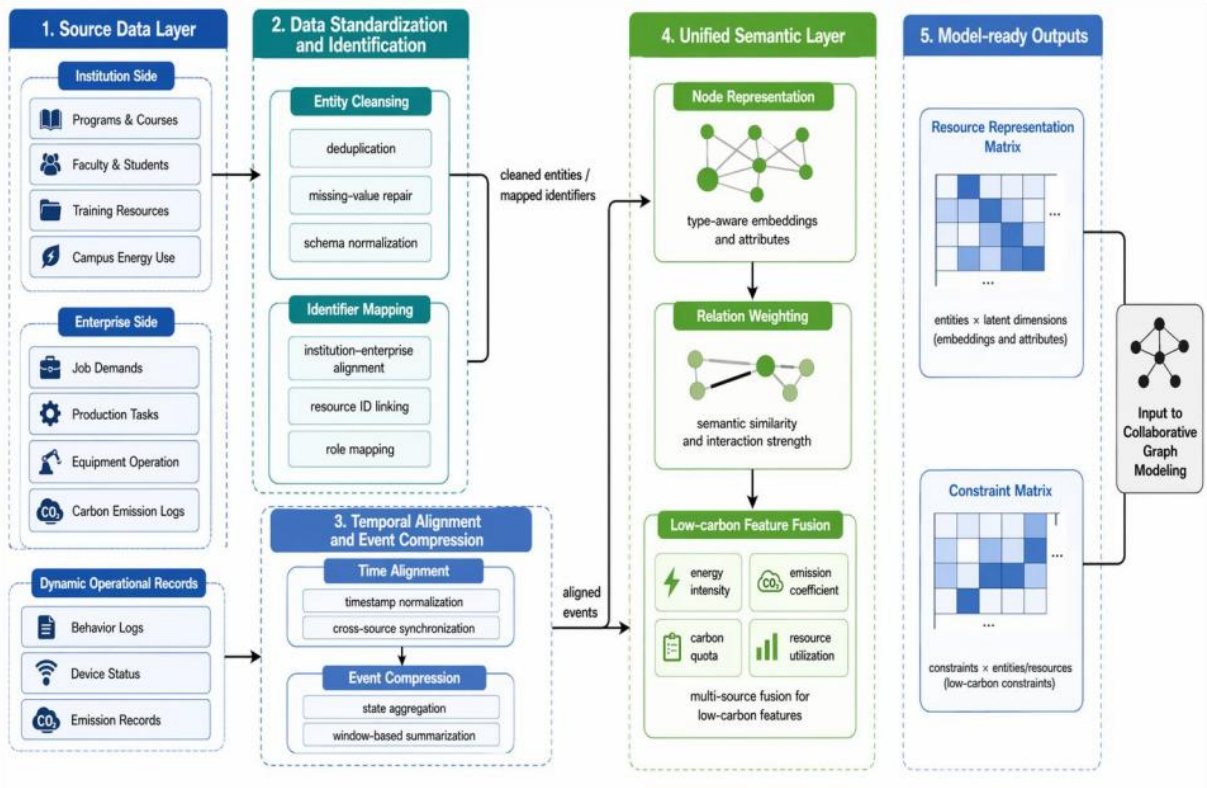 1. Source Data Layer
Institution Side
Programs & Courses
Faculty & Students
Training Resources
Campus Energy Use
Enterprise Side
Job Demands
Production Tasks
Equipment Operation
CO₂
Carbon Emission Logs
Dynamic Operational Records
Behavior Logs
Device Status
CO₂
Emission Records
2. Data Standardization
and Identification
Entity Cleansing
deduplication
missing-value repair
schema normalization
Identifier Mapping
institution–enterprise
alignment
resource ID linking
role mapping
cleaned entities /
mapped identifiers
3. Temporal Alignment
and Event Compression
Time Alignment
timestamp normalization
cross-source synchronization
Event Compression
state aggregation
window-based summarization
aligned
events
4. Unified Semantic Layer
Node Representation
type-aware embeddings
and attributes
Relation Weighting
semantic similarity
and interaction strength
Low-carbon Feature Fusion
energy
intensity
CO₂
emission
coefficient
carbon
quota
resource
utilization
multi-source fusion for
low-carbon features
5. Model-ready Outputs
Resource Representation
Matrix
...
...
entities × latent dimensions
(embeddings and attributes)
Constraint Matrix
...
...
constraints × entities/resources
(low-carbon constraints)
Input to
Collaborative
Graph
Modeling